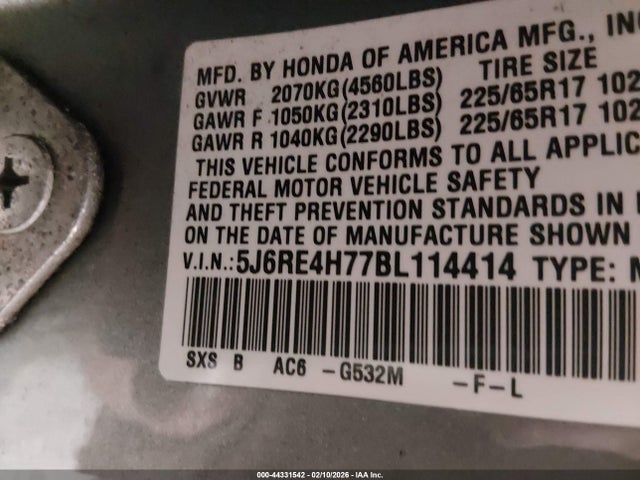 MFD. BY HONDA OF AMERICA MFG., INC
GVWR 2070KG(4560LBS) TIRE SIZE
GAWR F 1050KG(2310LBS) 225/65R17 102
GAWR R 1040KG(2290LBS) 225/65R17 102
THIS VEHICLE CONFORMS TO ALL APPLIC
FEDERAL MOTOR VEHICLE SAFETY
AND THEFT PREVENTION STANDARDS IN
ON THE DATE OF MANUFACTURE SHOWN
V.I.N.:5J6RE4H77BL114414 TYPE:
SXS B AC6 -G532M -F-L
000-44331542 - 02/10/2026 - IAA Inc.